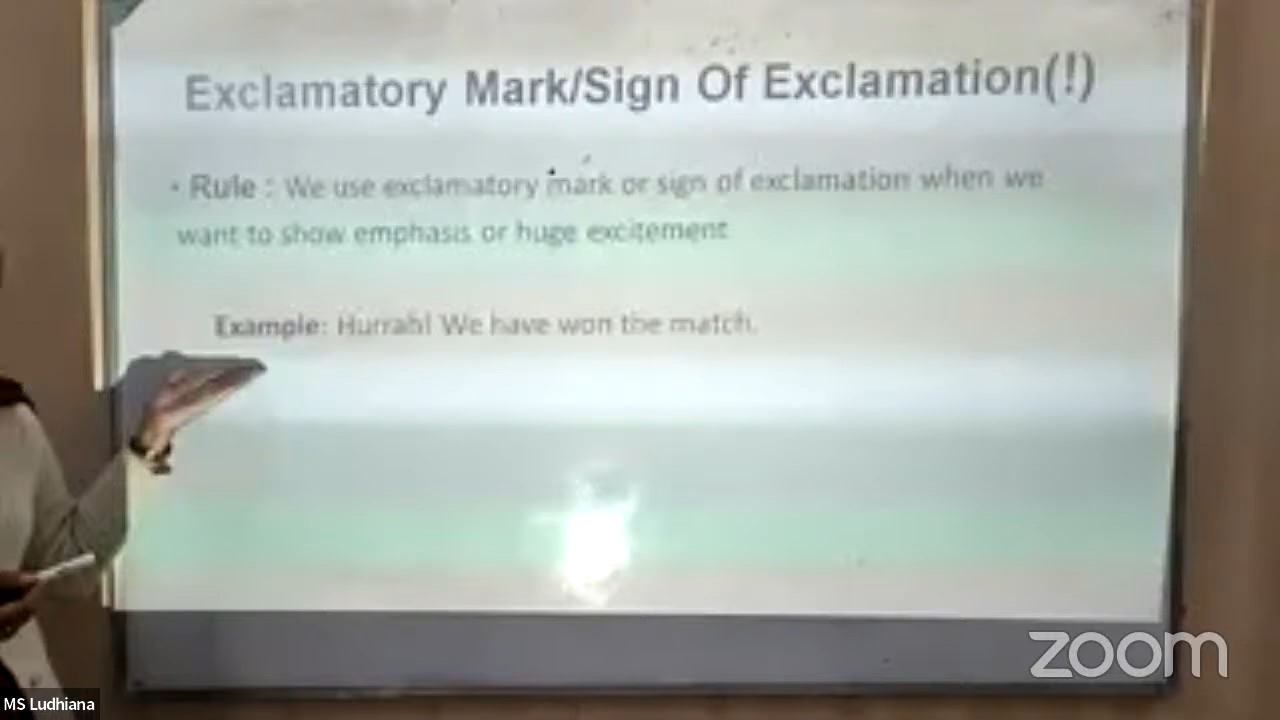 Exclamatory Mark/Sign Of Exclamation(!)
• Rule : We use exclamatory mark or sign of exclamation when we
want to show emphasis or huge excitement
Example: Hurrah! We have won the match.
zoom
MS Ludhiana